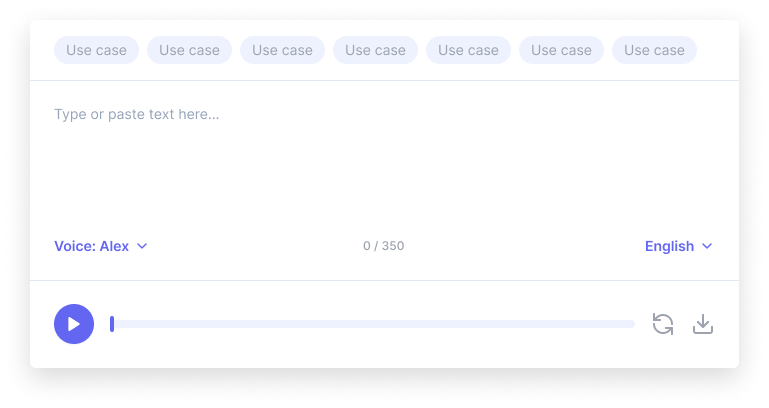 Use case Use case Use case Use case Use case Use case Use case
Type or paste text here...
Voice: Alex 0 / 350 English